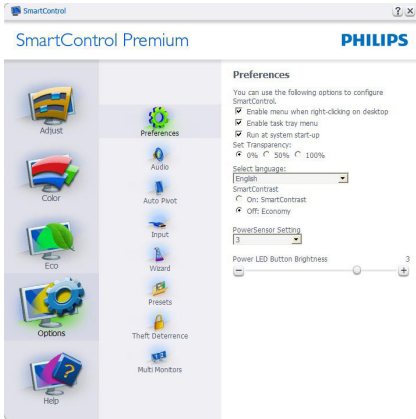 SmartControl
SmartControl Premium
PHILIPS
Adjust
Color
Eco
Options
Help
Preferences
Audio
Auto Pivot
Input
Wizard
Presets
Theft Deterrence
Multi Monitors
Preferences
You can use the following options to configure
SmartControl.
Enable menu when right-clicking on desktop
Enable task tray menu
Run at system start-up
Set Transparency:
0% 50% 100%
Select language:
English
SmartContrast
On: SmartContrast
Off: Economy
PowerSensor Setting
3
Power LED Button Brightness 3